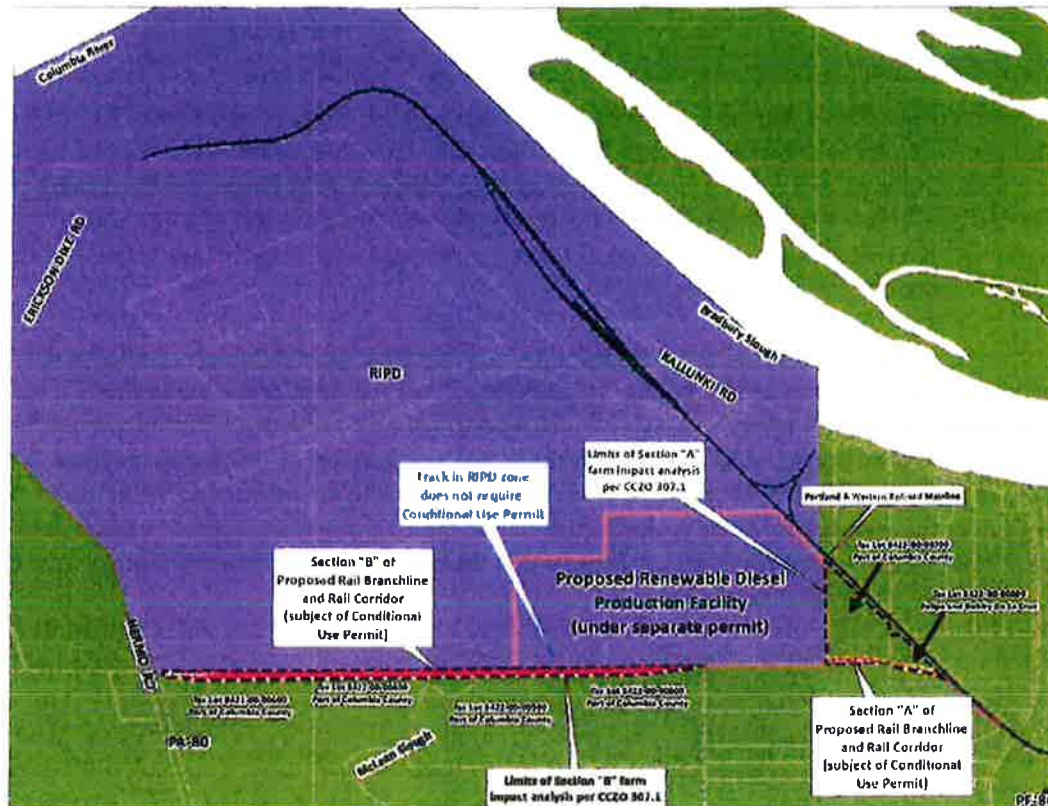 Columbia River
ERICKSON DIKE RD
RIPD
Bradbury Slough
KALLUNKI RD
Limits of Section "A"
farm impact analysis
per CCZO 307.1
Track in RIPD zone
does not require
Conditional Use Permit
Portland & Western Railroad Mainline
Port of Columbia County
Section "B" of
Proposed Rail Branchline
and Rail Corridor
(subject of Conditional
Use Permit)
Proposed Renewable Diesel
Production Facility
(under separate permit)
HERMO RD
Port of Columbia County
Port of Columbia County
Port of Columbia County
Port of Columbia County
PA-80
McLean Slough
Limits of Section "B" farm
impact analysis per CCZO 307.1
Section "A" of
Proposed Rail Branchline
and Rail Corridor
(subject of Conditional
Use Permit)